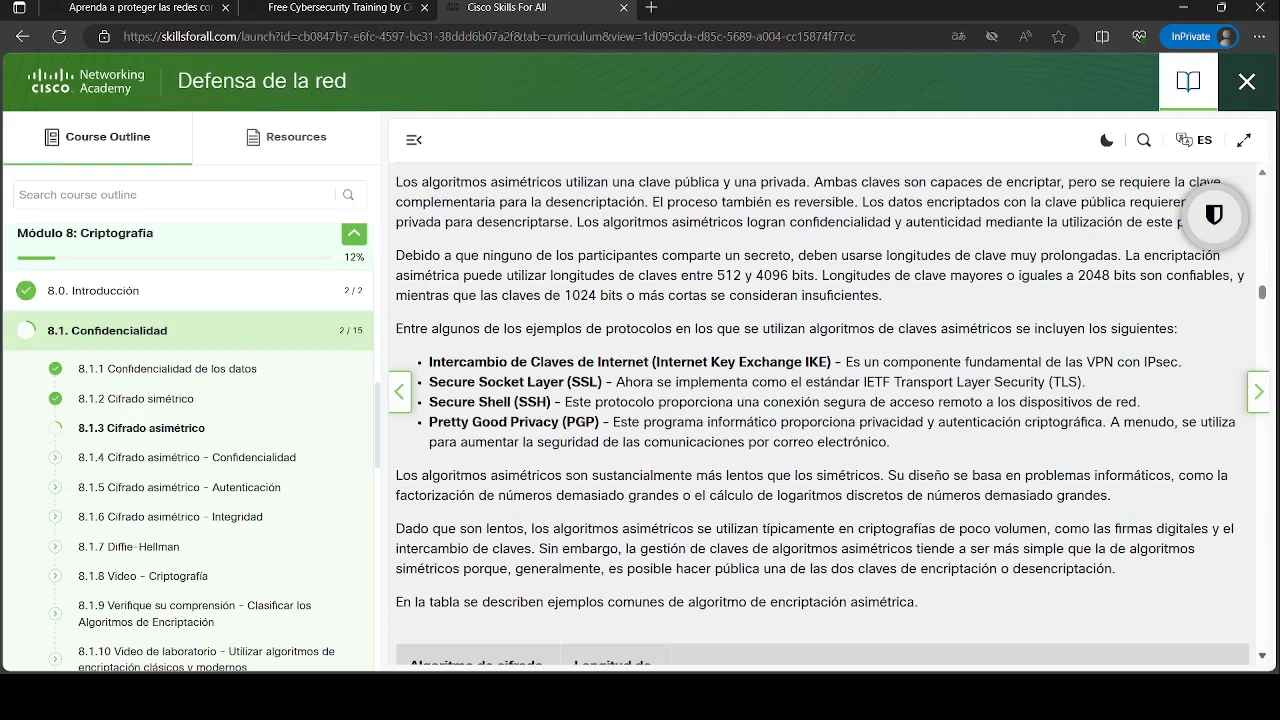 Aprenda a proteger las redes cor
Free Cybersecurity Training by Ci
Cisco Skills For All
https://skillsforall.com/launch?id=cb0847b7-e6fc-4597-bc31-38ddd6b07a2f&tab=curriculum&view=1d095cda-d85c-5689-a004-cc15874f77cc
InPrivate
CISCO
Networking
Academy
Defensa de la red
Course Outline
Resources
ES
Search course outline
Módulo 8: Criptografía
12%
8.0. Introducción
2 / 2
8.1. Confidencialidad
2 / 15
8.1.1 Confidencialidad de los datos
8.1.2 Cifrado simétrico
8.1.3 Cifrado asimétrico
8.1.4 Cifrado asimétrico - Confidencialidad
8.1.5 Cifrado asimétrico - Autenticación
8.1.6 Cifrado asimétrico - Integridad
8.1.7 Diffie-Hellman
8.1.8 Video - Criptografía
8.1.9 Verifique su comprensión - Clasificar los
Algoritmos de Encriptación
8.1.10 Video de laboratorio - Utilizar algoritmos de
encriptación clásicos y modernos
Los algoritmos asimétricos utilizan una clave pública y una privada. Ambas claves son capaces de encriptar, pero se requiere la clave
complementaria para la desencriptación. El proceso también es reversible. Los datos encriptados con la clave pública requieren
privada para desencriptarse. Los algoritmos asimétricos logran confidencialidad y autenticidad mediante la utilización de este
Debido a que ninguno de los participantes comparte un secreto, deben usarse longitudes de clave muy prolongadas. La encriptación
asimétrica puede utilizar longitudes de claves entre 512 y 4096 bits. Longitudes de clave mayores o iguales a 2048 bits son confiables, y
mientras que las claves de 1024 bits o más cortas se consideran insuficientes.
Entre algunos de los ejemplos de protocolos en los que se utilizan algoritmos de claves asimétricos se incluyen los siguientes:
• Intercambio de Claves de Internet (Internet Key Exchange IKE) - Es un componente fundamental de las VPN con IPsec.
• Secure Socket Layer (SSL) - Ahora se implementa como el estándar IETF Transport Layer Security (TLS).
• Secure Shell (SSH) - Este protocolo proporciona una conexión segura de acceso remoto a los dispositivos de red.
• Pretty Good Privacy (PGP) - Este programa informático proporciona privacidad y autenticación criptográfica. A menudo, se utiliza
para aumentar la seguridad de las comunicaciones por correo electrónico.
Los algoritmos asimétricos son sustancialmente más lentos que los simétricos. Su diseño se basa en problemas informáticos, como la
factorización de números demasiado grandes o el cálculo de logaritmos discretos de números demasiado grandes.
Dado que son lentos, los algoritmos asimétricos se utilizan típicamente en criptografías de poco volumen, como las firmas digitales y el
intercambio de claves. Sin embargo, la gestión de claves de algoritmos asimétricos tiende a ser más simple que la de algoritmos
simétricos porque, generalmente, es posible hacer pública una de las dos claves de encriptación o desencriptación.
En la tabla se describen ejemplos comunes de algoritmo de encriptación asimétrica.
Algoritmo de cifrado
Longitud de